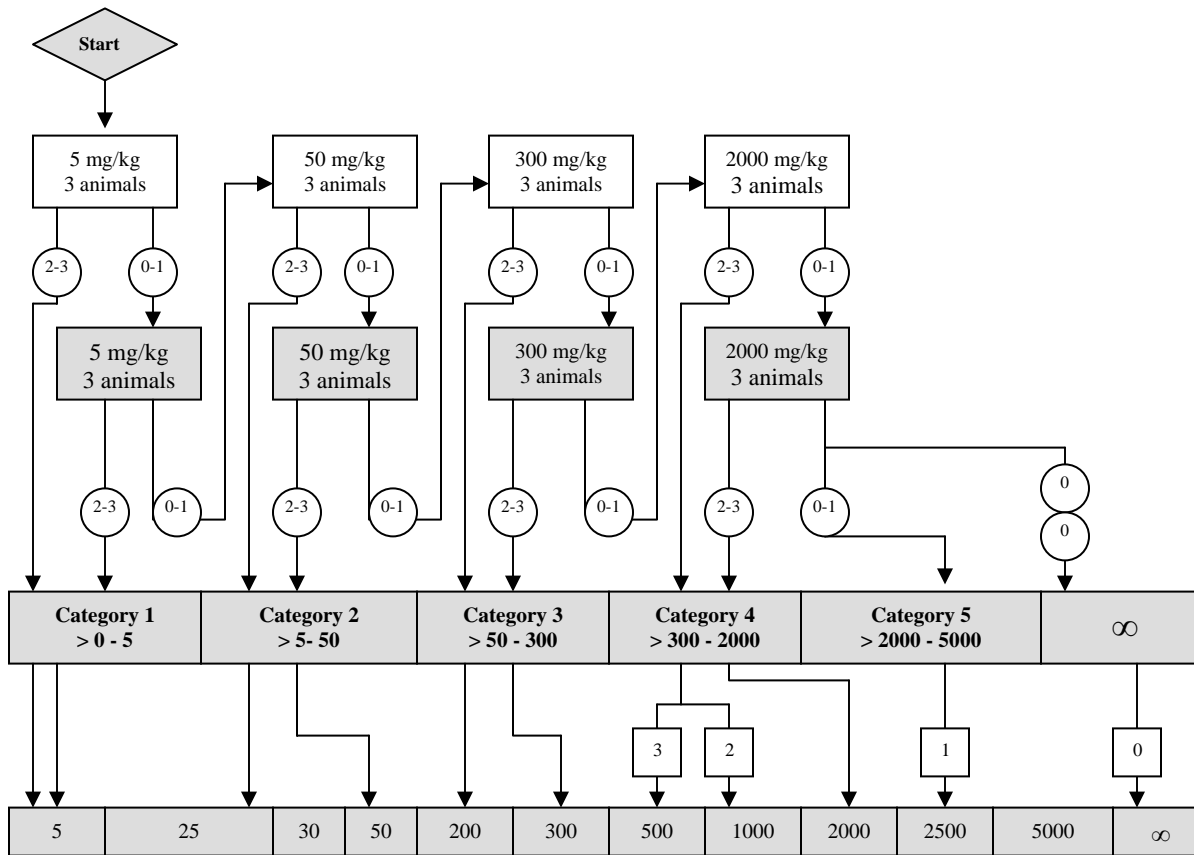 Start
5 mg/kg
3 animals
50 mg/kg
3 animals
300 mg/kg
3 animals
2000 mg/kg
3 animals
2-3
0-1
2-3
0-1
2-3
0-1
2-3
0-1
5 mg/kg
3 animals
50 mg/kg
3 animals
300 mg/kg
3 animals
2000 mg/kg
3 animals
2-3
0-1
2-3
0-1
2-3
0-1
2-3
0-1
0
0
Category 1
> 0 - 5
Category 2
> 5- 50
Category 3
> 50 - 300
Category 4
> 300 - 2000
Category 5
> 2000 - 5000
∞
3
2
1
0
5
25
30
50
200
300
500
1000
2000
2500
5000
∞